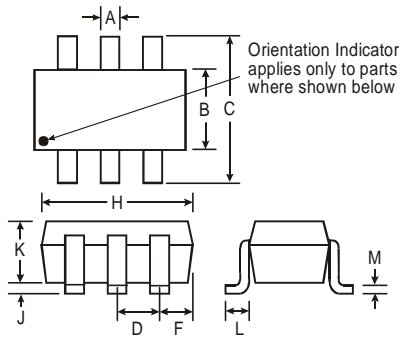 A
Orientation Indicator
applies only to parts
where shown below
B
C
H
K
M
J
D
F
L